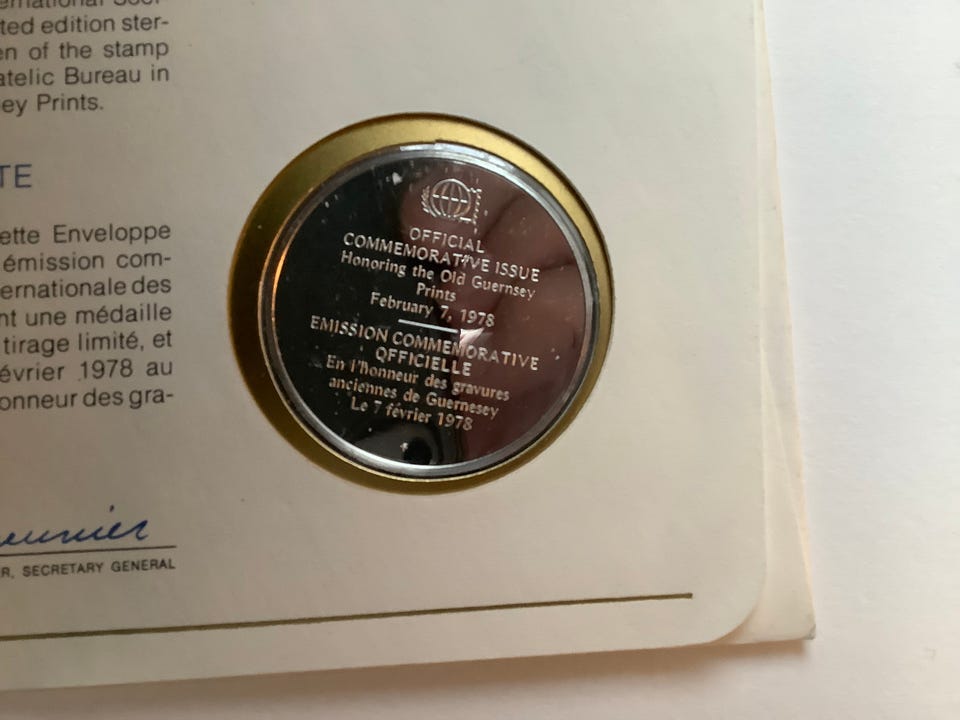 ternational Soci-
ted edition ster-
en of the stamp
atelic Bureau in
ey Prints.
TE
ette Enveloppe
émission com-
ernationale des
nt une médaille
tirage limité, et
évrier 1978 au
onneur des gra-
R, SECRETARY GENERAL
OFFICIAL
COMMEMORATIVE ISSUE
Honoring the Old Guernsey
Prints
February 7, 1978
EMISSION COMMEMORATIVE
OFFICIELLE
En l'honneur des gravures
anciennes de Guernesey
Le 7 février 1978